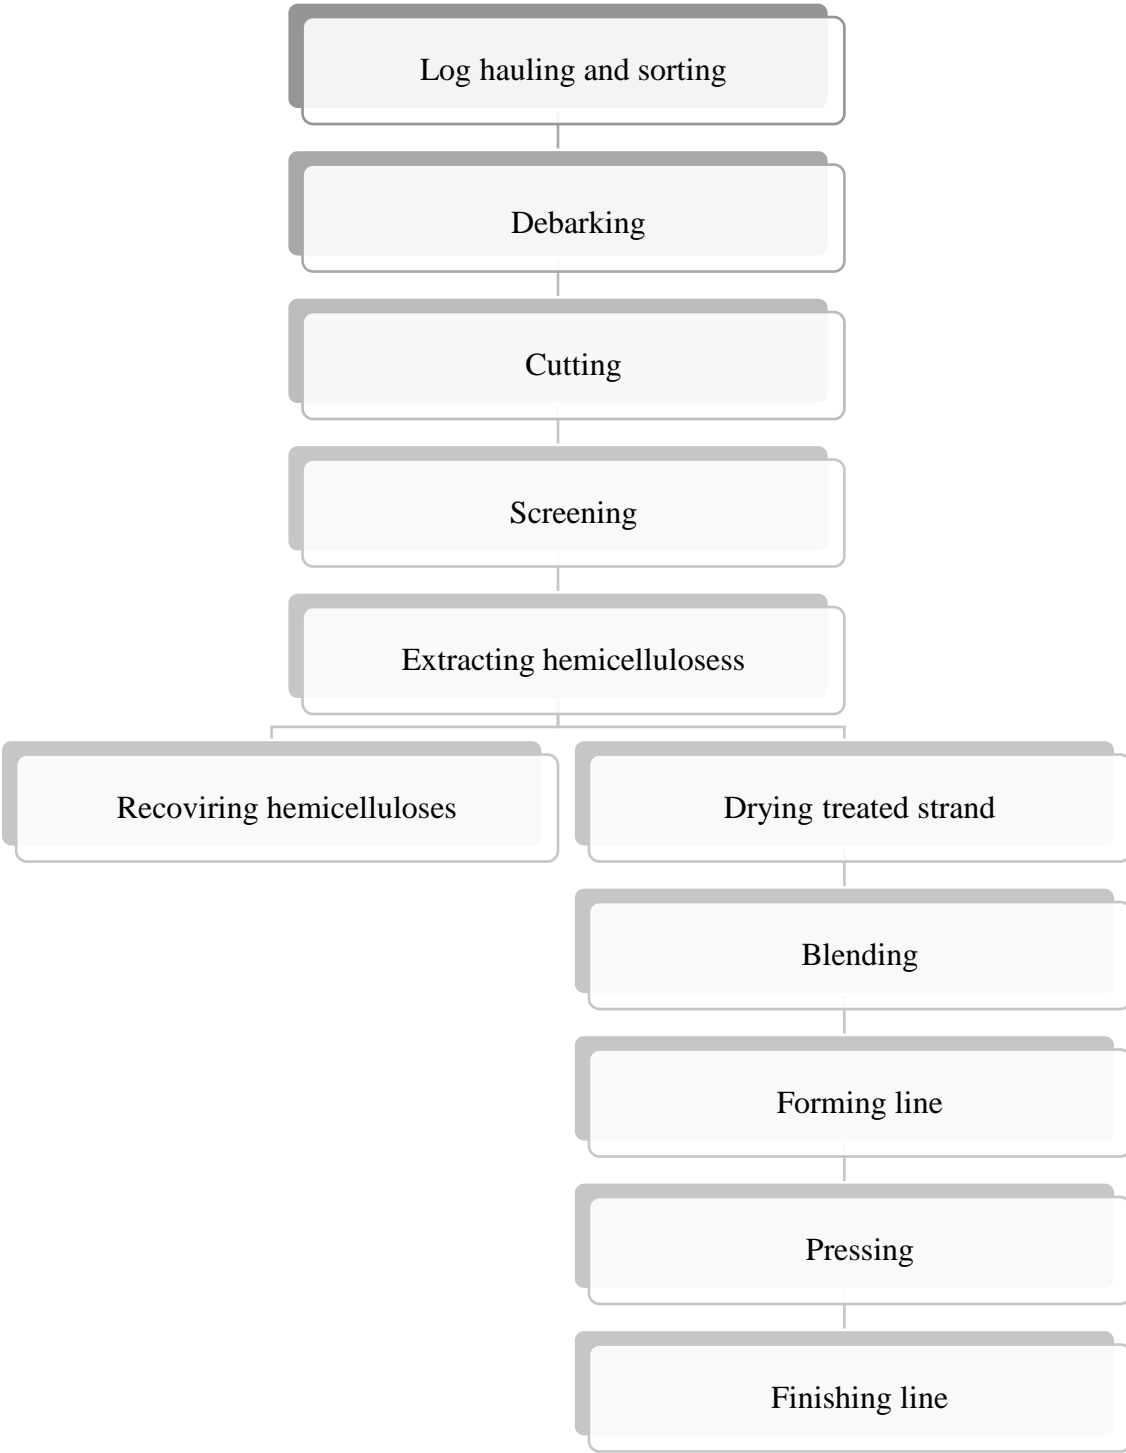 Log hauling and sorting
Debarking
Cutting
Screening
Extracting hemicellulosess
Recoviring hemicelluloses
Drying treated strand
Blending
Forming line
Pressing
Finishing line